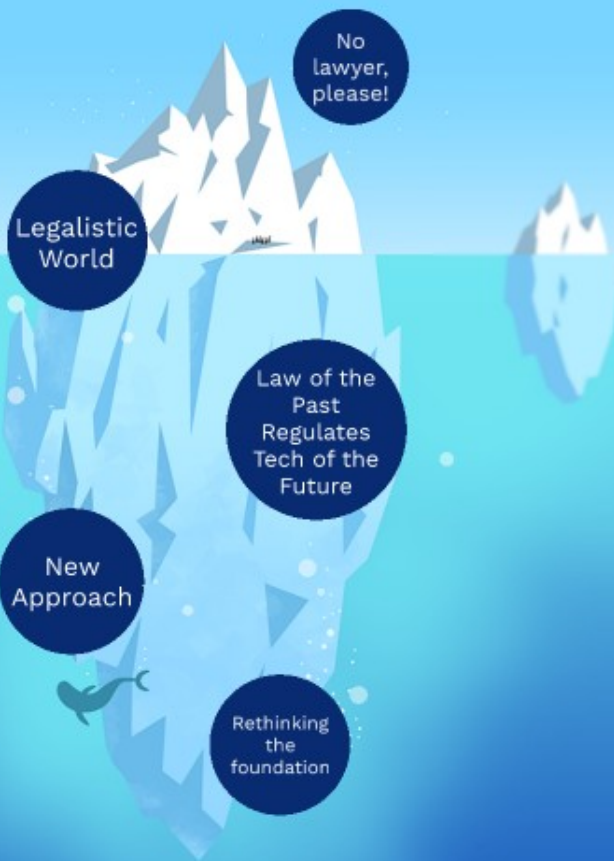 No
lawyer,
please!
Legalistic
World
Law of the
Past
Regulates
Tech of the
Future
New
Approach
Rethinking
the
foundation